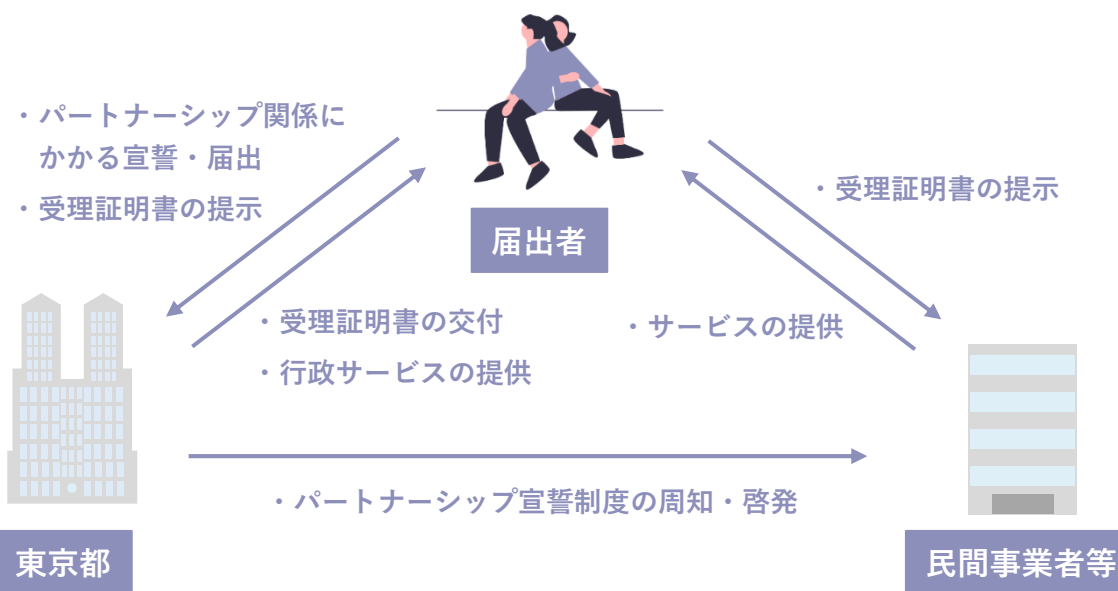 ・パートナーシップ関係に
かかる宣誓・届出
・受理証明書の提示
届出者
・受理証明書の提示
・受理証明書の交付
・行政サービスの提供
・サービスの提供
・パートナーシップ宣誓制度の周知・啓発
東京都
民間事業者等